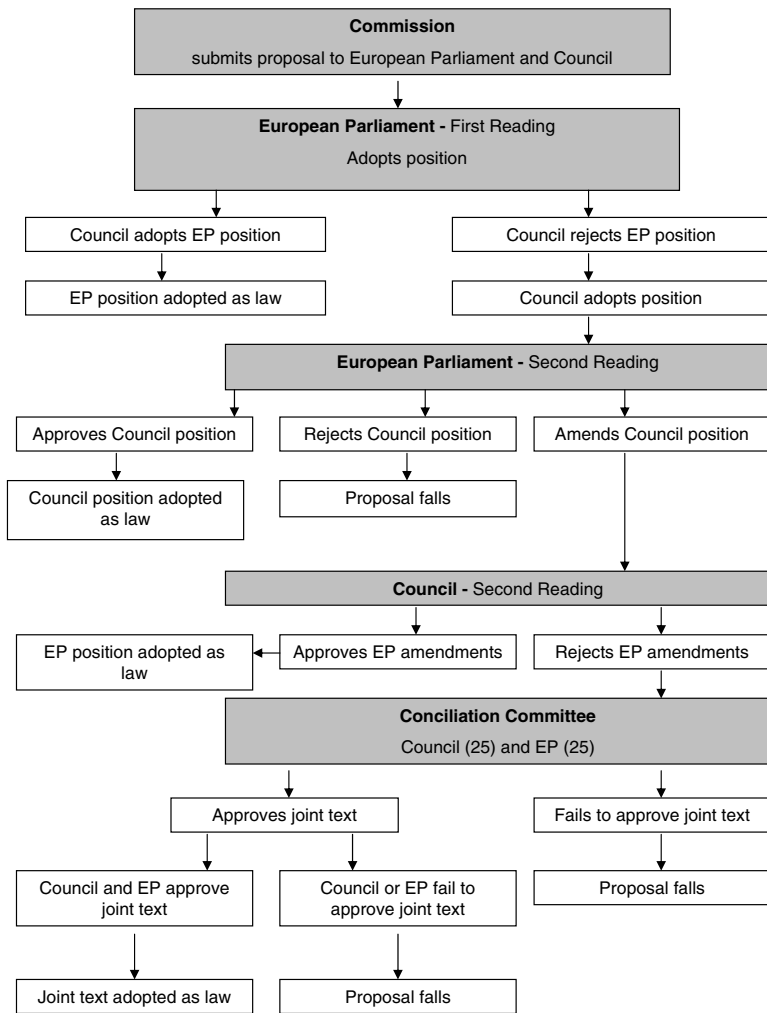 Commission
submits proposal to European Parliament and Council
European Parliament - First Reading
Adopts position
Council adopts EP position
Council rejects EP position
EP position adopted as law
Council adopts position
European Parliament - Second Reading
Approves Council position
Rejects Council position
Amends Council position
Council position adopted
as law
Proposal falls
Council - Second Reading
EP position adopted as
law
Approves EP amendments
Rejects EP amendments
Conciliation Committee
Council (25) and EP (25)
Approves joint text
Fails to approve joint text
Council and EP approve
joint text
Council or EP fail to
approve joint text
Proposal falls
Joint text adopted as law
Proposal falls